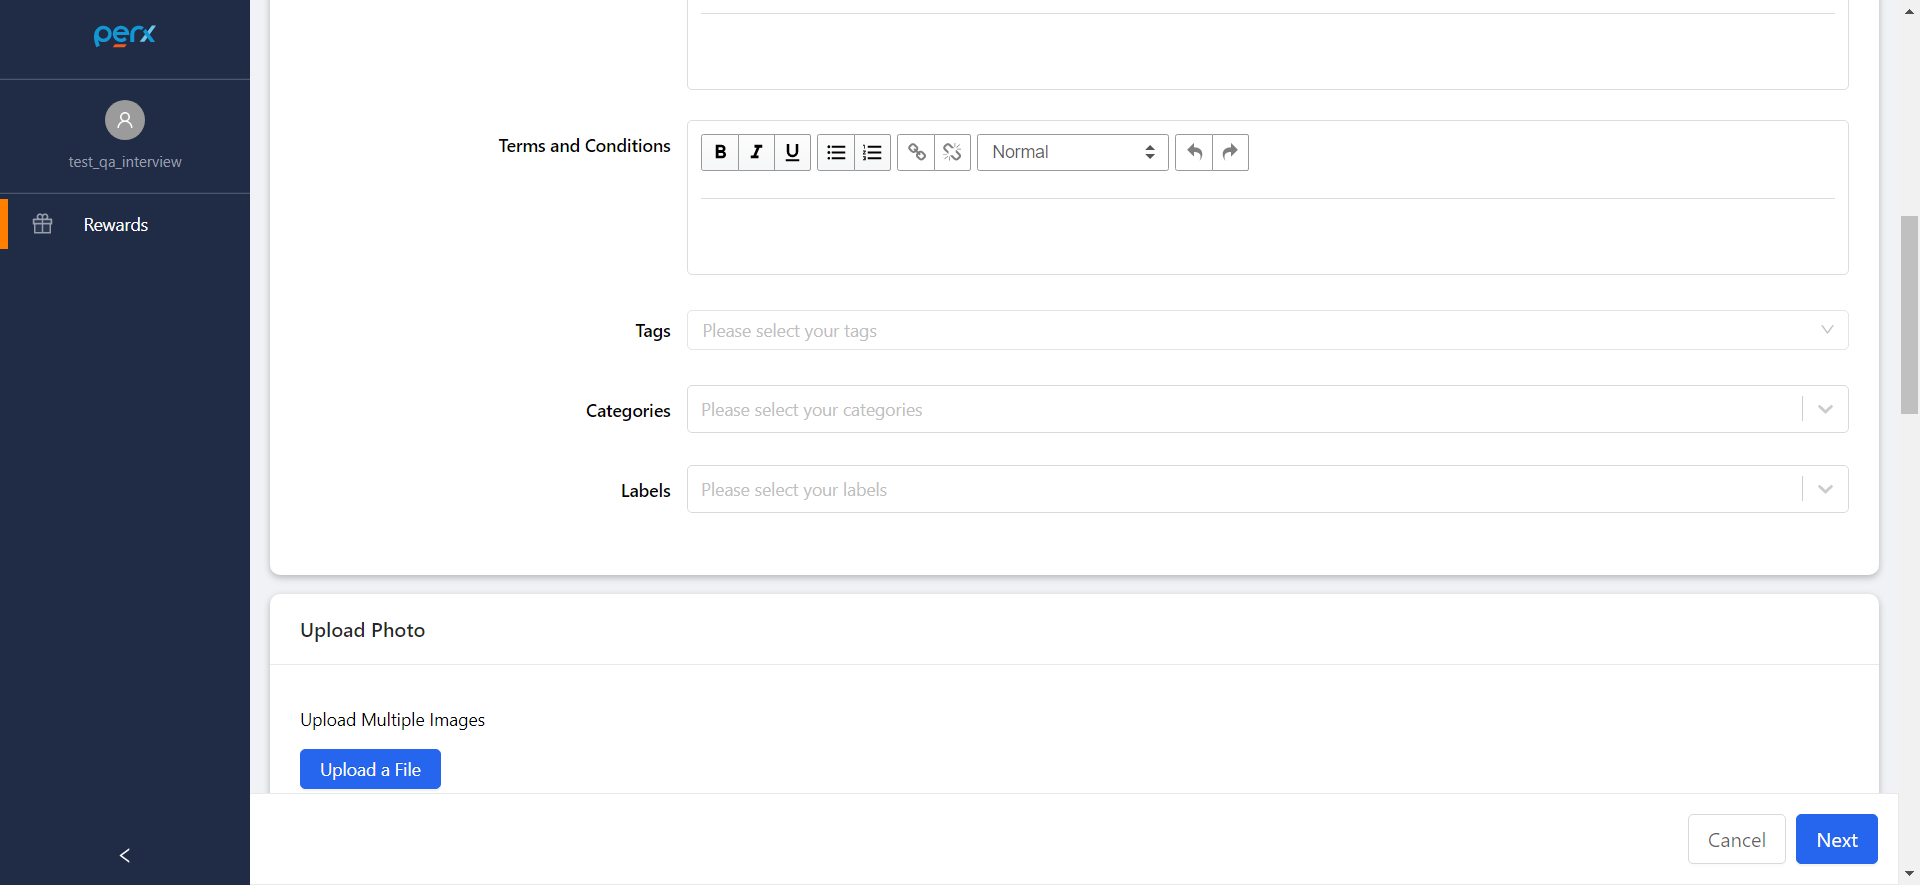 perx
test_qa_interview
Rewards
Terms and Conditions
B I U Normal
Tags Please select your tags
Categories Please select your categories
Labels Please select your labels
Upload Photo
Upload Multiple Images
Upload a File
Cancel Next